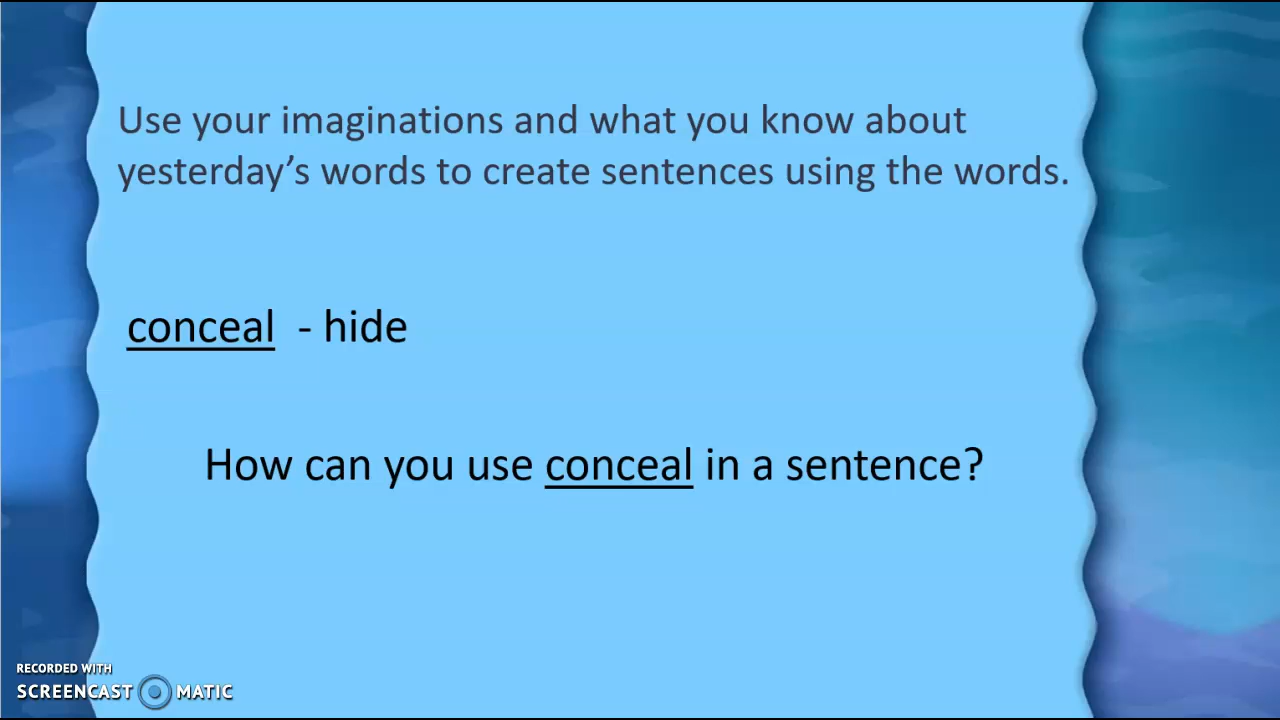 Use your imaginations and what you know about
yesterday’s words to create sentences using the words.
conceal - hide
How can you use conceal in a sentence?
RECORDED WITH
SCREENCAST MATIC